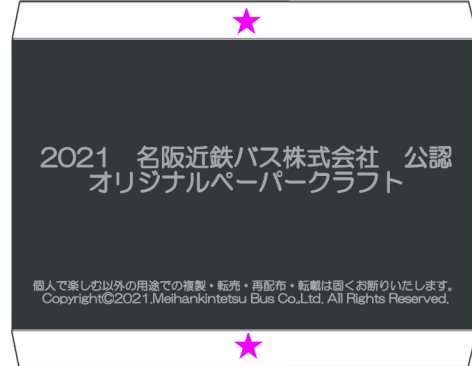 2021　名阪近鉄バス株式会社　公認
オリジナルペーパークラフト
個人で楽しむ以外の用途での複製・転売・再配布・転載は固くお断りいたします。
Copyright©2021.Meihankintetsu Bus Co.,Ltd. All Rights Reserved.